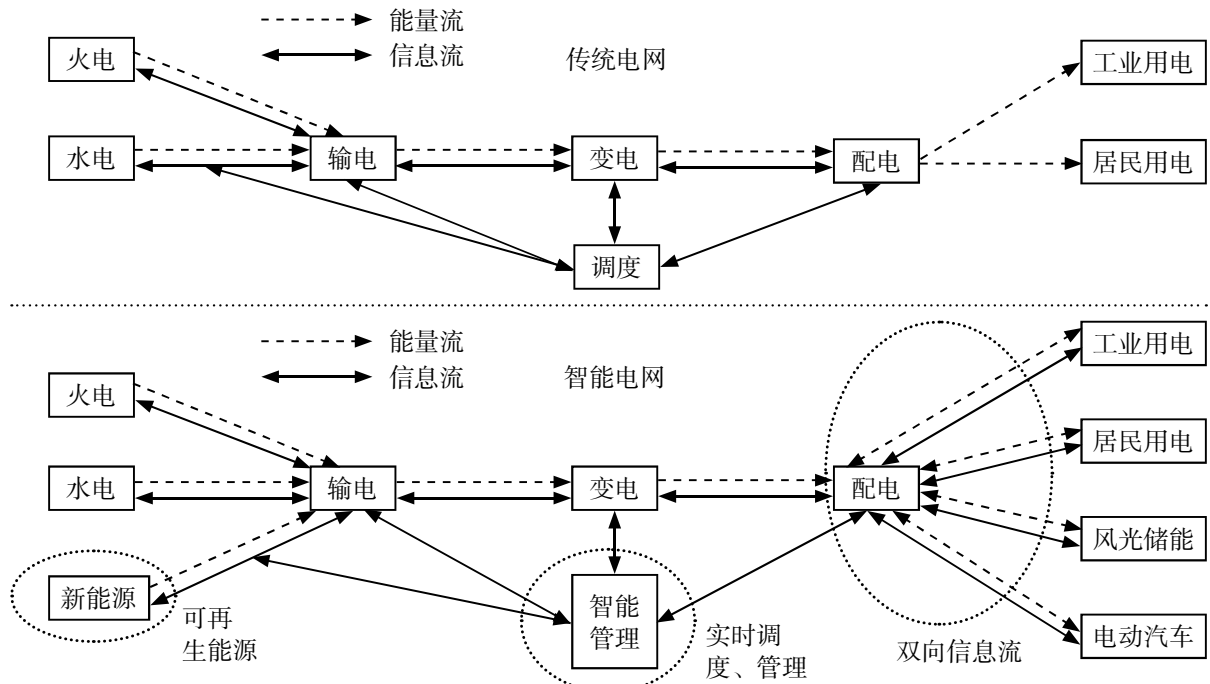 能量流
信息流
传统电网
火电
水电
输电
变电
配电
工业用电
居民用电
调度
能量流
信息流
智能电网
火电
水电
新能源
可再
生能源
输电
变电
智能
管理
实时调
度、管理
配电
双向信息流
工业用电
居民用电
风光储能
电动汽车